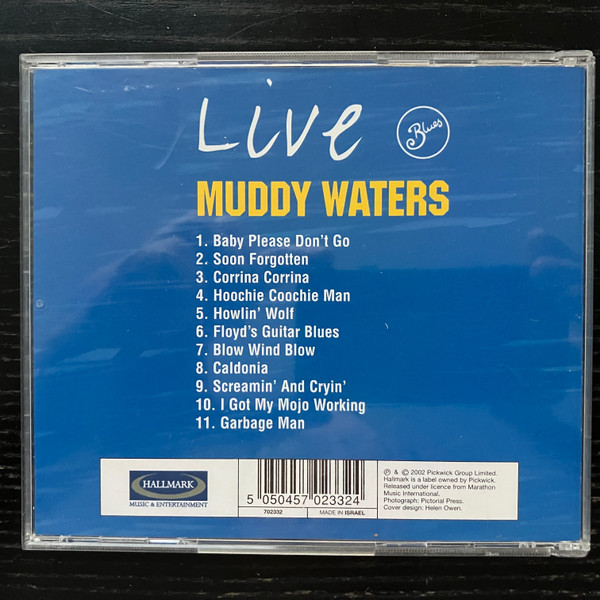 Live
Blues
MUDDY WATERS
1. Baby Please Don't Go
2. Soon Forgotten
3. Corrina Corrina
4. Hoochie Coochie Man
5. Howlin' Wolf
6. Floyd's Guitar Blues
7. Blow Wind Blow
8. Caldonia
9. Screamin' And Cryin'
10. I Got My Mojo Working
11. Garbage Man
HALLMARK
MUSIC & ENTERTAINMENT
5 050457 023324
702332
MADE IN ISRAEL
℗ & © 2002 Pickwick Group Limited.
Hallmark is a label owned by Pickwick.
Released under licence from Marathon
Music International.
Photograph: Pictorial Press.
Cover design: Helen Owen.